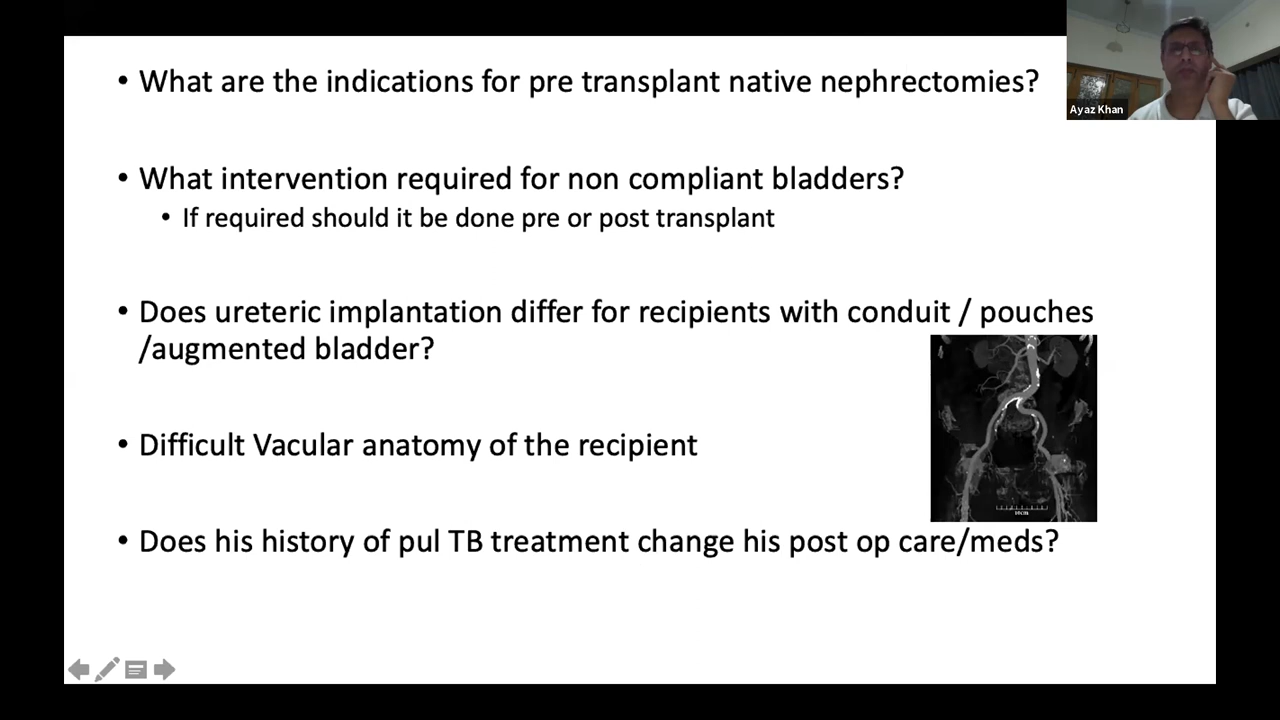 • What are the indications for pre transplant native nephrectomies?
Ayaz Khan
• What intervention required for non compliant bladders?
• If required should it be done pre or post transplant
• Does ureteric implantation differ for recipients with conduit / pouches
/augmented bladder?
• Difficult Vacular anatomy of the recipient
10cm
• Does his history of pul TB treatment change his post op care/meds?